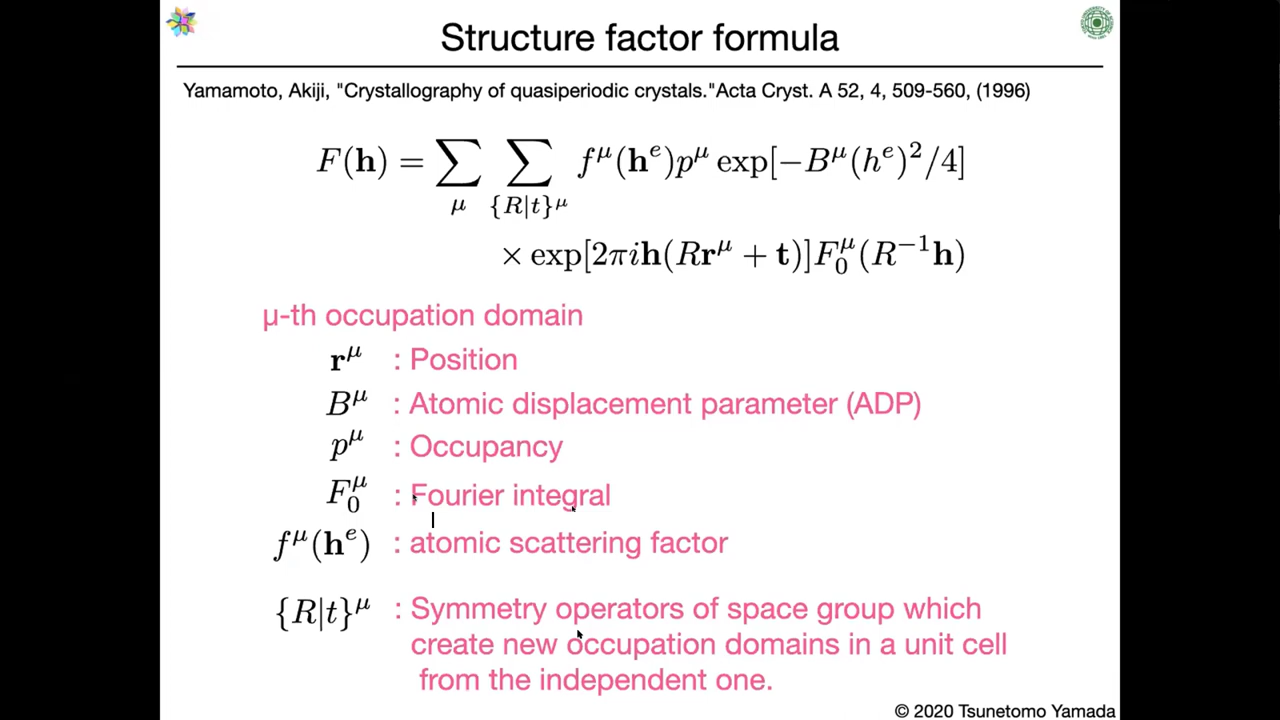 Structure factor formula
Yamamoto, Akiji, "Crystallography of quasiperiodic crystals."Acta Cryst. A 52, 4, 509-560, (1996)
F(𝐡) = ∑_μ ∑_{{R|t}^μ} f^μ(𝐡^e)p^μ exp[−B^μ(h^e)²/4]
× exp[2πi𝐡(R𝐫^μ + 𝐭)]F_0^μ(R^{−1}𝐡)
μ-th occupation domain
𝐫^μ : Position
B^μ : Atomic displacement parameter (ADP)
p^μ : Occupancy
F_0^μ : Fourier integral
f^μ(𝐡^e) : atomic scattering factor
{R|t}^μ : Symmetry operators of space group which
create new occupation domains in a unit cell
from the independent one.
© 2020 Tsunetomo Yamada